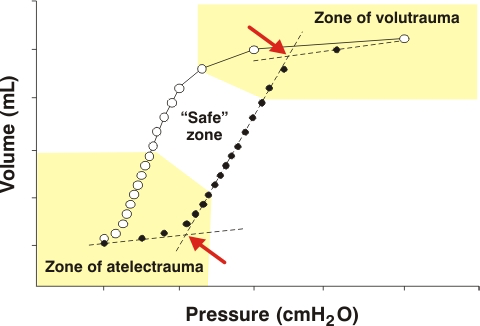 Zone of volutrauma
“Safe”
zone
Volume (mL)
Zone of atelectrauma
Pressure (cmH₂O)